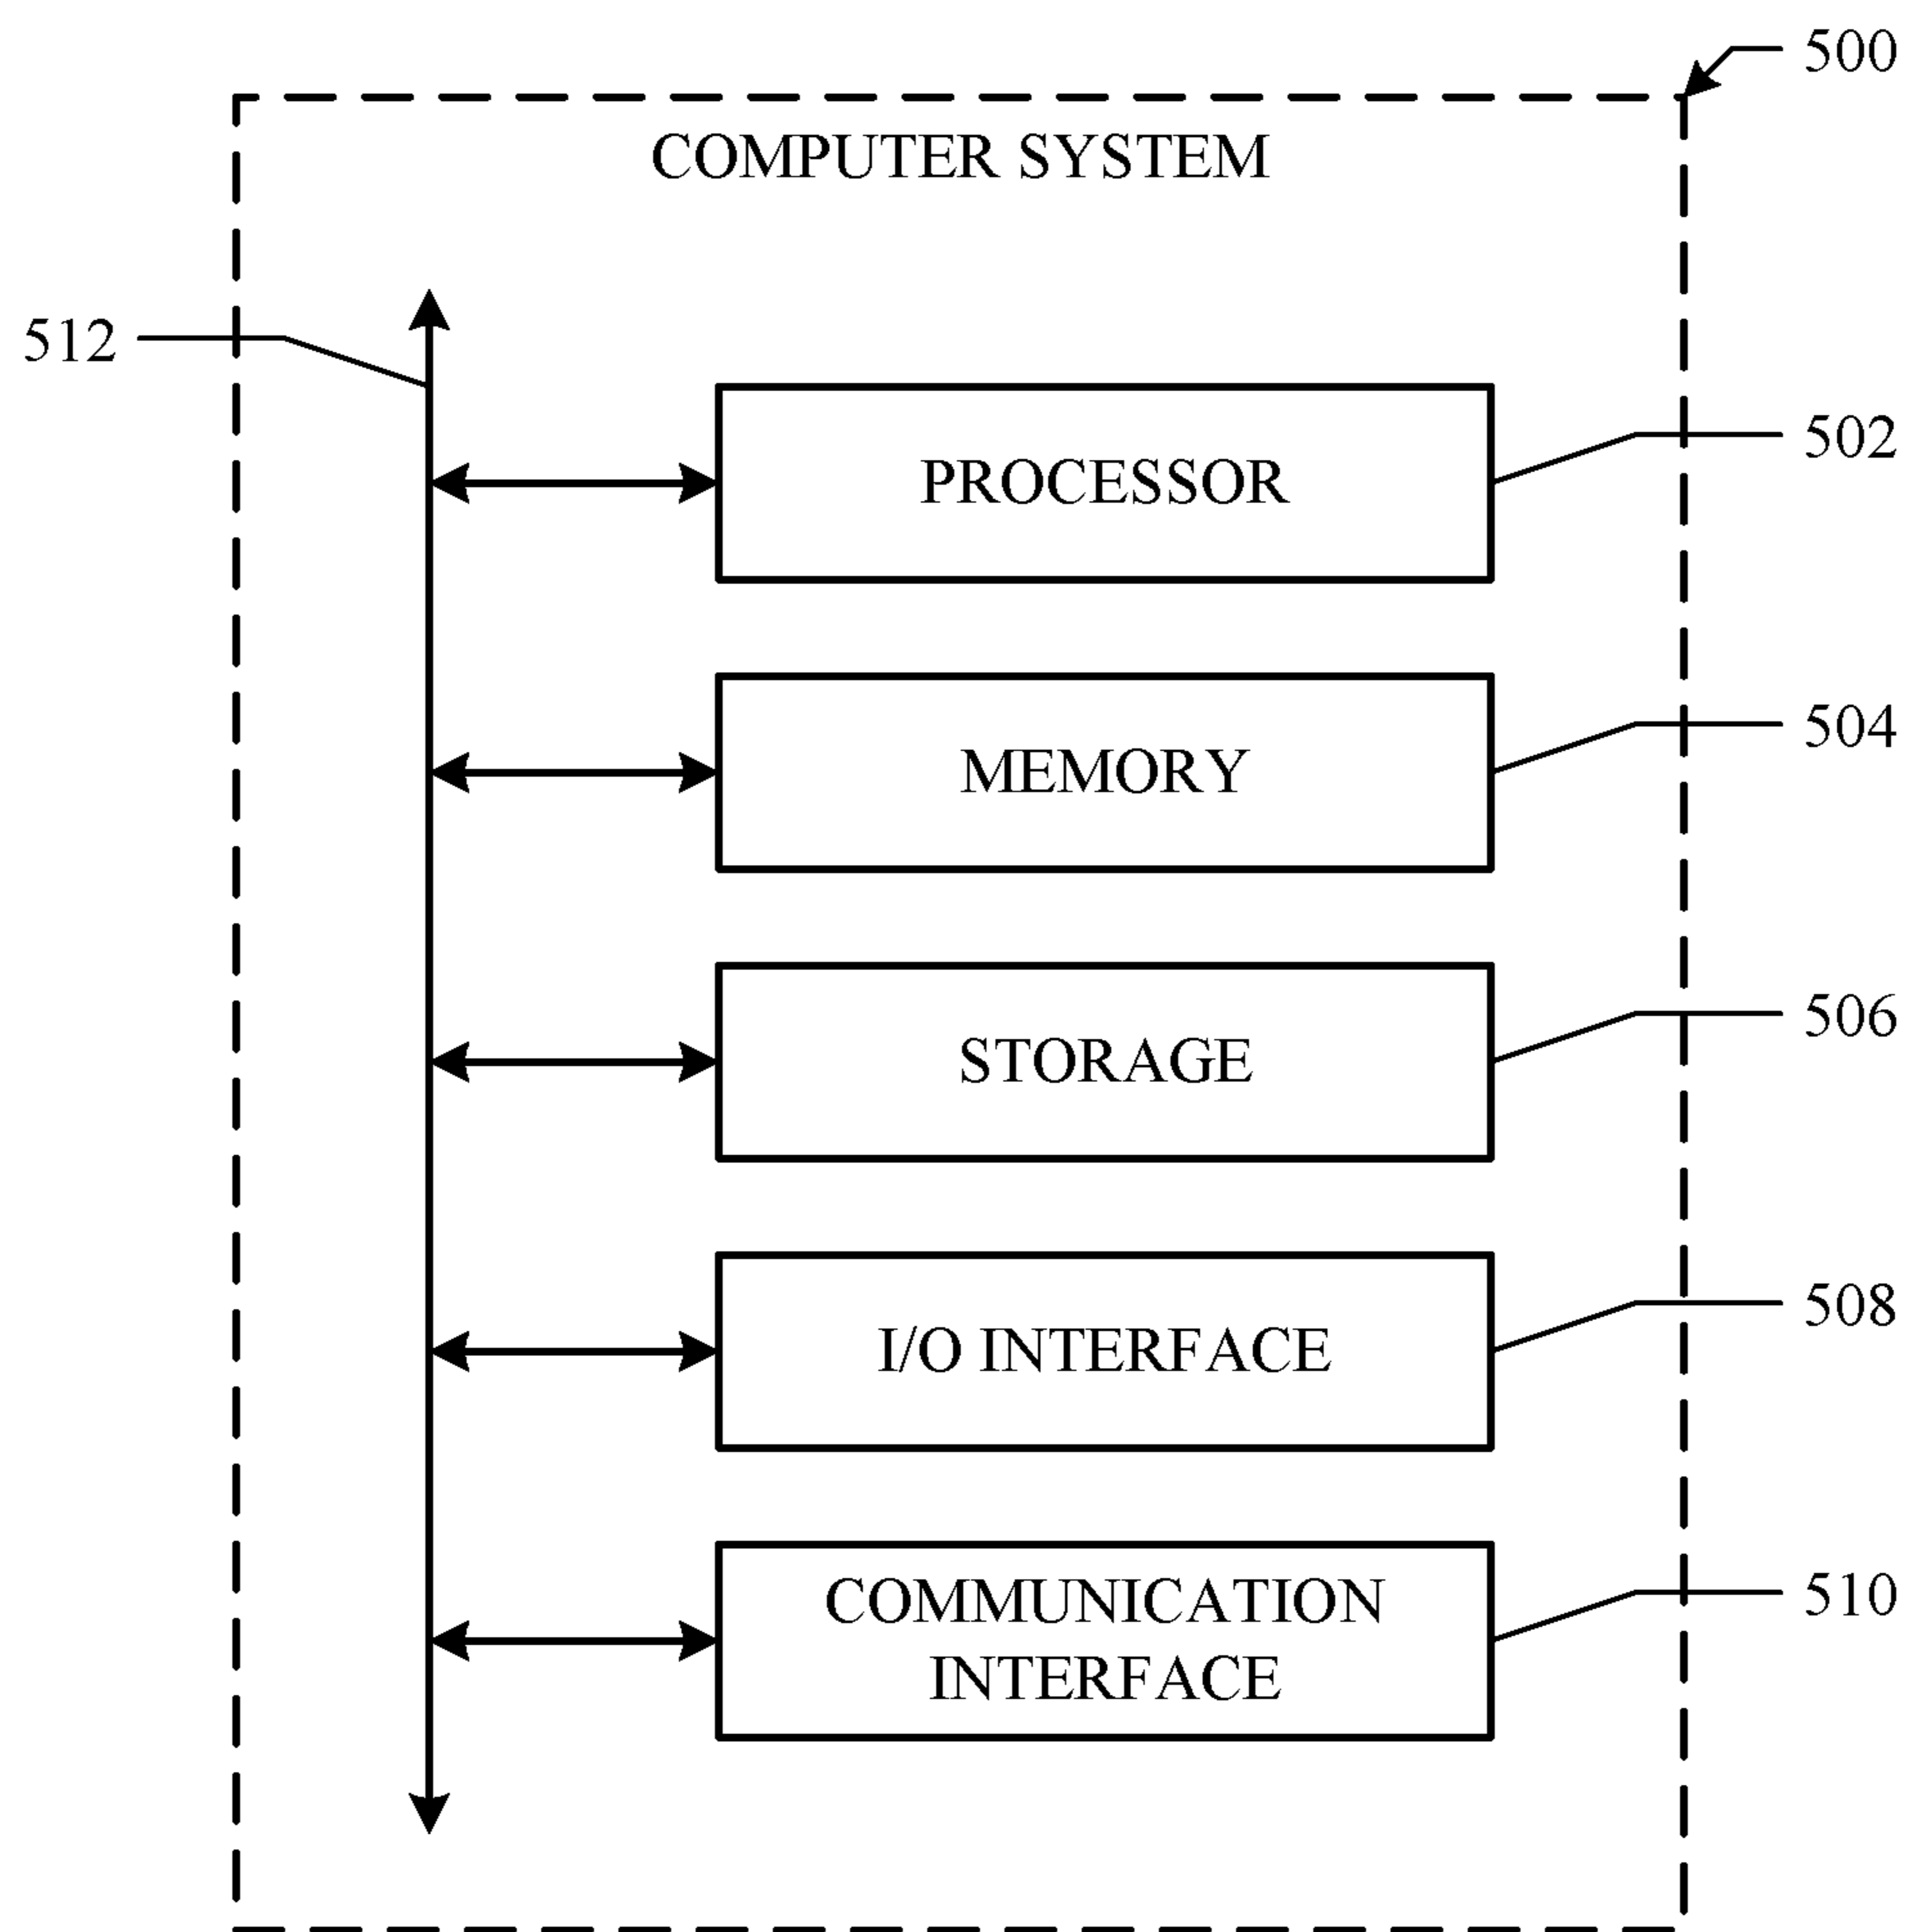 500
COMPUTER SYSTEM
512
502
PROCESSOR
504
MEMORY
506
STORAGE
508
I/O INTERFACE
510
COMMUNICATION
INTERFACE